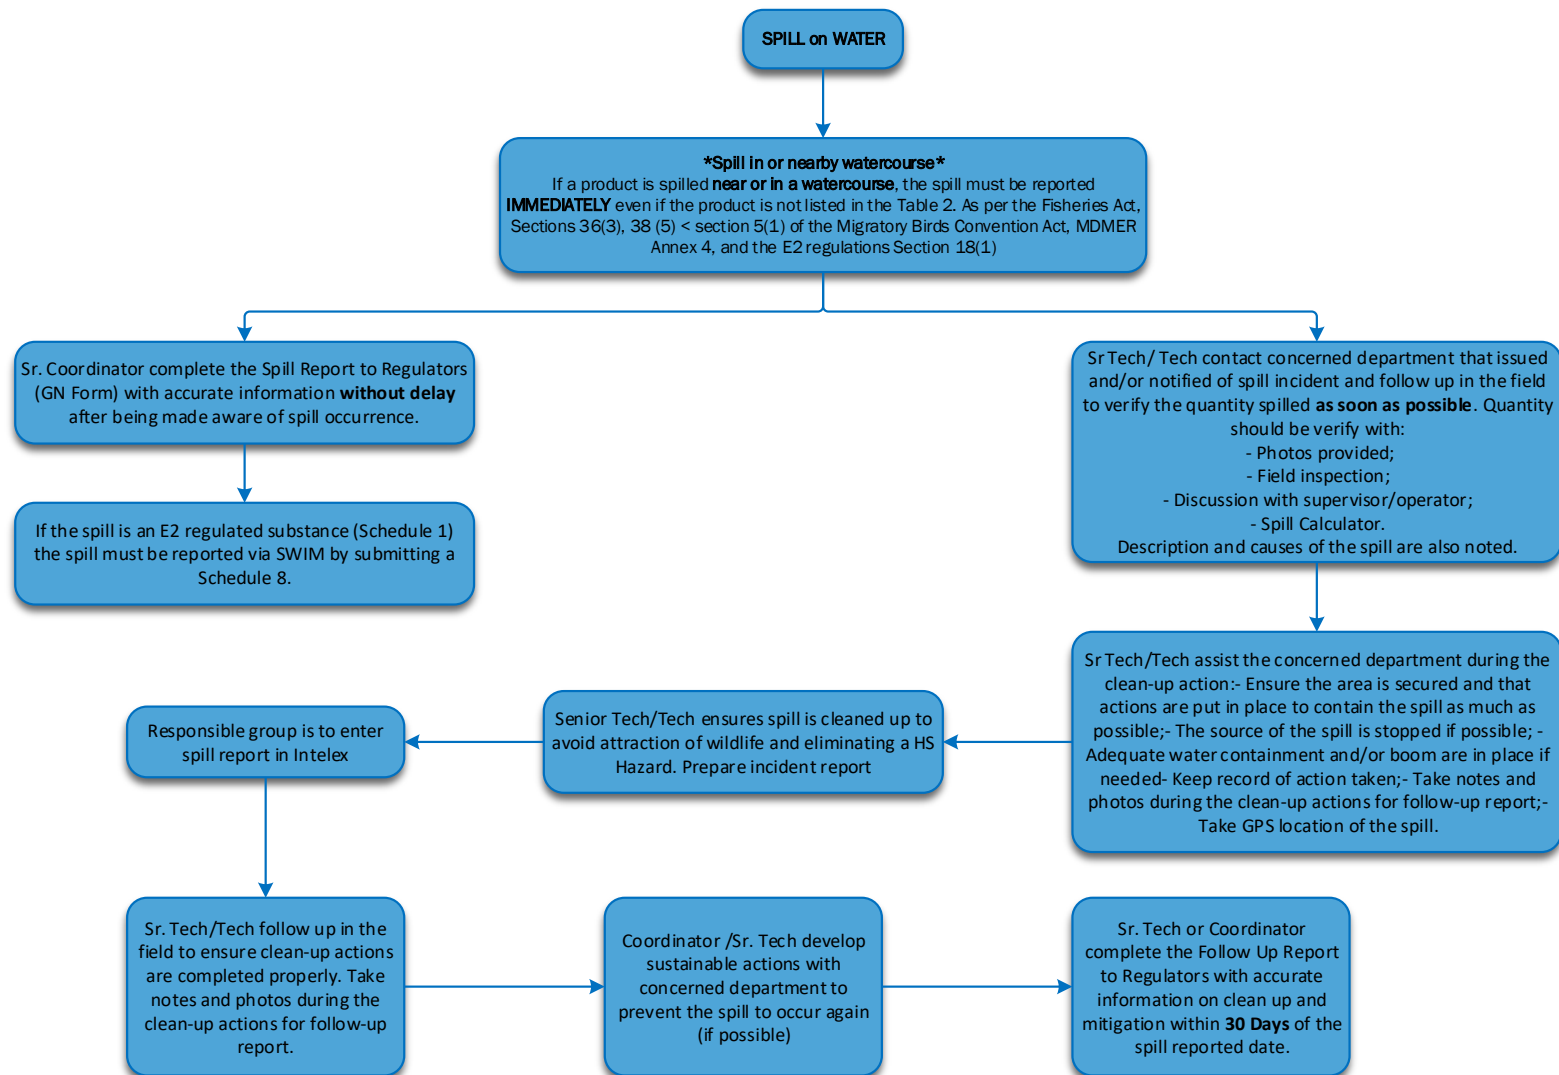 SPILL on WATER
*Spill in or nearby watercourse*
If a product is spilled near or in a watercourse, the spill must be reported
IMMEDIATELY even if the product is not listed in the Table 2. As per the Fisheries Act,
Sections 36(3), 38 (5) < section 5(1) of the Migratory Birds Convention Act, MDMER
Annex 4, and the E2 regulations Section 18(1)
Sr. Coordinator complete the Spill Report to Regulators
(GN Form) with accurate information without delay
after being made aware of spill occurrence.
If the spill is an E2 regulated substance (Schedule 1)
the spill must be reported via SWIM by submitting a
Schedule 8.
Sr Tech/ Tech contact concerned department that issued
and/or notified of spill incident and follow up in the field
to verify the quantity spilled as soon as possible. Quantity
should be verify with:
- Photos provided;
- Field inspection;
- Discussion with supervisor/operator;
- Spill Calculator.
Description and causes of the spill are also noted.
Sr Tech/Tech assist the concerned department during the
clean-up action:- Ensure the area is secured and that
actions are put in place to contain the spill as much as
possible;- The source of the spill is stopped if possible; -
Adequate water containment and/or boom are in place if
needed- Keep record of action taken;- Take notes and
photos during the clean-up actions for follow-up report;-
Take GPS location of the spill.
Senior Tech/Tech ensures spill is cleaned up to
avoid attraction of wildlife and eliminating a HS
Hazard. Prepare incident report
Responsible group is to enter
spill report in Intelex
Sr. Tech/Tech follow up in the
field to ensure clean-up actions
are completed properly. Take
notes and photos during the
clean-up actions for follow-up
report.
Coordinator /Sr. Tech develop
sustainable actions with
concerned department to
prevent the spill to occur again
(if possible)
Sr. Tech or Coordinator
complete the Follow Up Report
to Regulators with accurate
information on clean up and
mitigation within 30 Days of the
spill reported date.